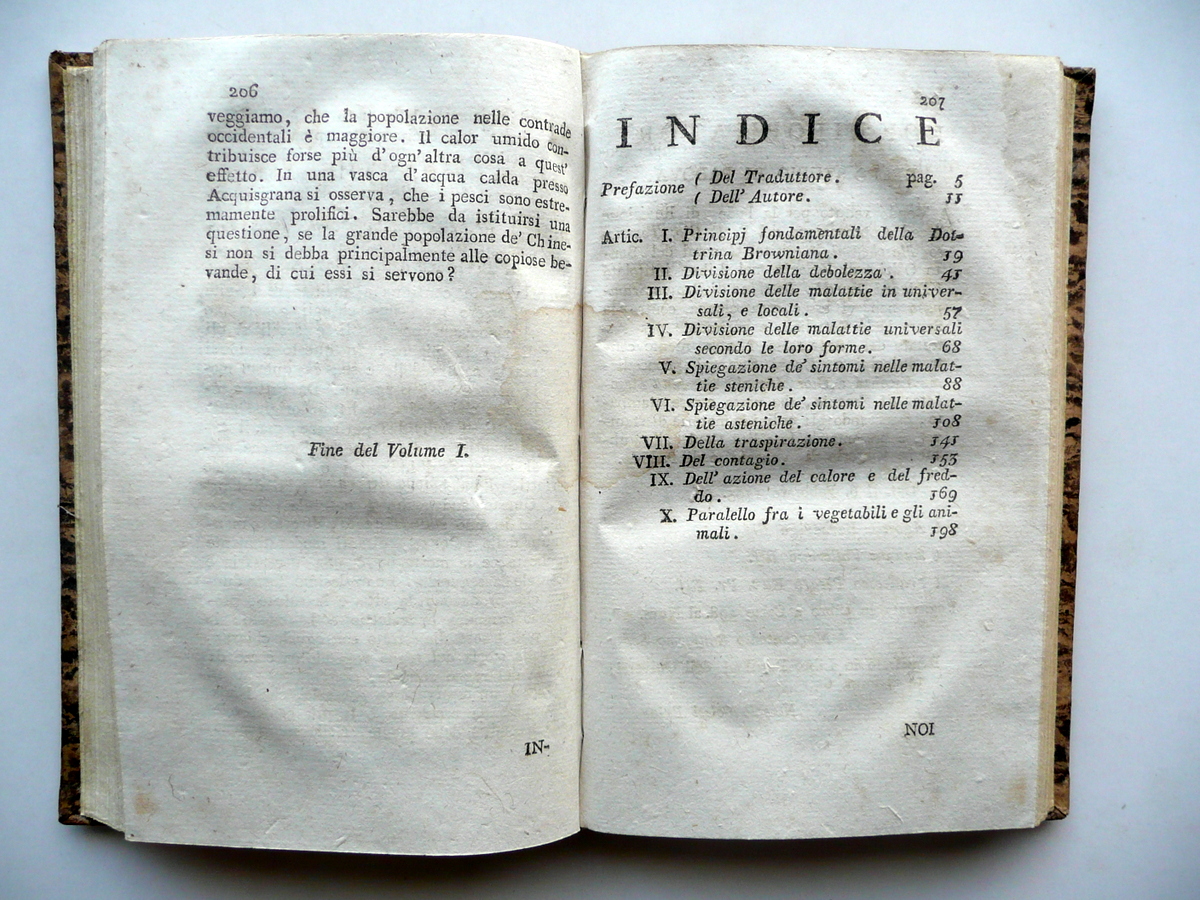 206
veggiamo, che la popolazione nelle contrade
occidentali è maggiore. Il calor umido con-
tribuisce forse più d'ogn'altra cosa a quest'
effetto. In una vasca d'acqua calda presso
Acquisgrana si osserva, che i pesci sono estre-
mamente prolifici. Sarebbe da istituirsi una
questione, se la grande popolazione de' Chine-
si non si debba principalmente alle copiose be-
vande, di cui essi si servono?
Fine del Volume I.
IN-
207
INDICE
Prefazione ( Del Traduttore. pag. 5
( Dell' Autore. 11
Artic. I. Principj fondamentali della Dot-
trina Browniana. 19
II. Divisione della debolezza. 41
III. Divisione delle malattie in univer-
sali, e locali. 57
IV. Divisione delle malattie universali
secondo le loro forme. 68
V. Spiegazione de' sintomi nelle malat-
tie steniche. 88
VI. Spiegazione de' sintomi nelle malat-
tie asteniche. 108
VII. Della traspirazione. 141
VIII. Del contagio. 153
IX. Dell' azione del calore e del fred-
do. 169
X. Paralello fra i vegetabili e gli ani-
mali. 198
NOI